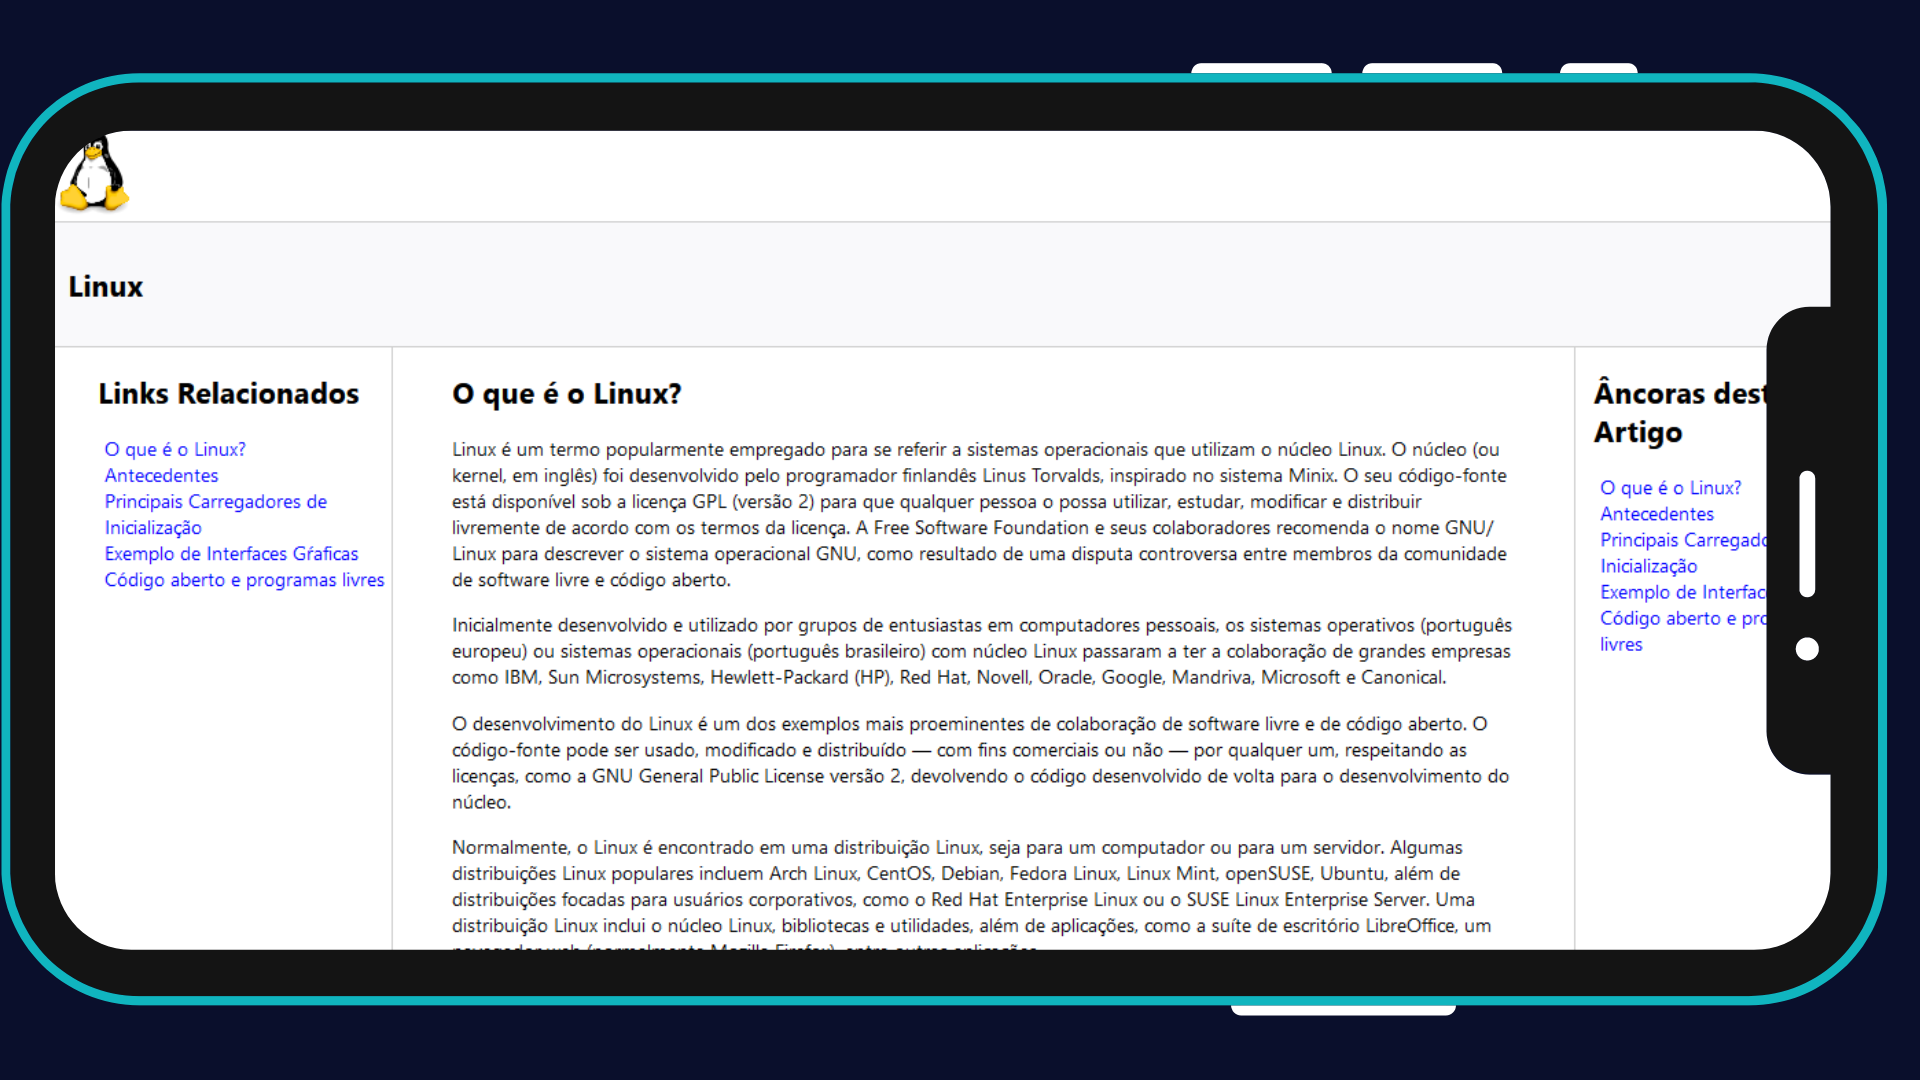 Linux
Links Relacionados
O que é o Linux?
Antecedentes
Principais Carregadores de
Inicialização
Exemplo de Interfaces Gŕaficas
Código aberto e programas livres
O que é o Linux?
Linux é um termo popularmente empregado para se referir a sistemas operacionais que utilizam o núcleo Linux. O núcleo (ou
kernel, em inglês) foi desenvolvido pelo programador finlandês Linus Torvalds, inspirado no sistema Minix. O seu código-fonte
está disponível sob a licença GPL (versão 2) para que qualquer pessoa o possa utilizar, estudar, modificar e distribuir
livremente de acordo com os termos da licença. A Free Software Foundation e seus colaboradores recomenda o nome GNU/
Linux para descrever o sistema operacional GNU, como resultado de uma disputa controversa entre membros da comunidade
de software livre e código aberto.
Inicialmente desenvolvido e utilizado por grupos de entusiastas em computadores pessoais, os sistemas operativos (português
europeu) ou sistemas operacionais (português brasileiro) com núcleo Linux passaram a ter a colaboração de grandes empresas
como IBM, Sun Microsystems, Hewlett-Packard (HP), Red Hat, Novell, Oracle, Google, Mandriva, Microsoft e Canonical.
O desenvolvimento do Linux é um dos exemplos mais proeminentes de colaboração de software livre e de código aberto. O
código-fonte pode ser usado, modificado e distribuído — com fins comerciais ou não — por qualquer um, respeitando as
licenças, como a GNU General Public License versão 2, devolvendo o código desenvolvido de volta para o desenvolvimento do
núcleo.
Normalmente, o Linux é encontrado em uma distribuição Linux, seja para um computador ou para um servidor. Algumas
distribuições Linux populares incluem Arch Linux, CentOS, Debian, Fedora Linux, Linux Mint, openSUSE, Ubuntu, além de
distribuições focadas para usuários corporativos, como o Red Hat Enterprise Linux ou o SUSE Linux Enterprise Server. Uma
distribuição Linux inclui o núcleo Linux, bibliotecas e utilidades, além de aplicações, como a suíte de escritório LibreOffice, um
Âncoras
Artigo
O que é o Linux?
Antecedentes
Principais
Inicialização
Exemplo de
Código aberto e
livres